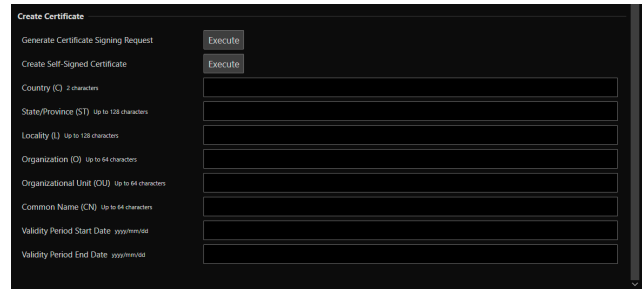 Create Certificate
Generate Certificate Signing Request Execute
Create Self-Signed Certificate Execute
Country (C) 2 characters
State/Province (ST) Up to 128 characters
Locality (L) Up to 128 characters
Organization (O) Up to 64 characters
Organizational Unit (OU) Up to 64 characters
Common Name (CN) Up to 64 characters
Validity Period Start Date yyyy/mm/dd
Validity Period End Date yyyy/mm/dd